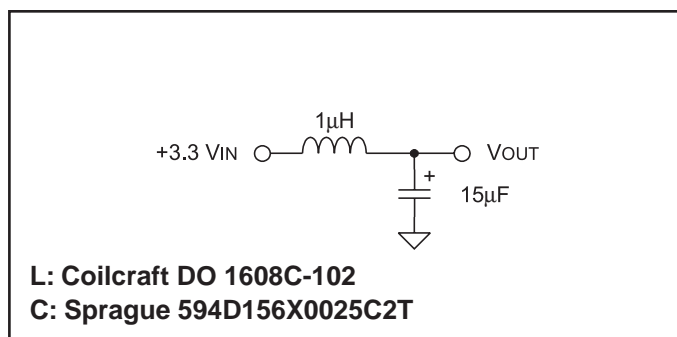 1μH
+3.3 VIN
VOUT
+
15μF
L: Coilcraft DO 1608C-102
C: Sprague 594D156X0025C2T